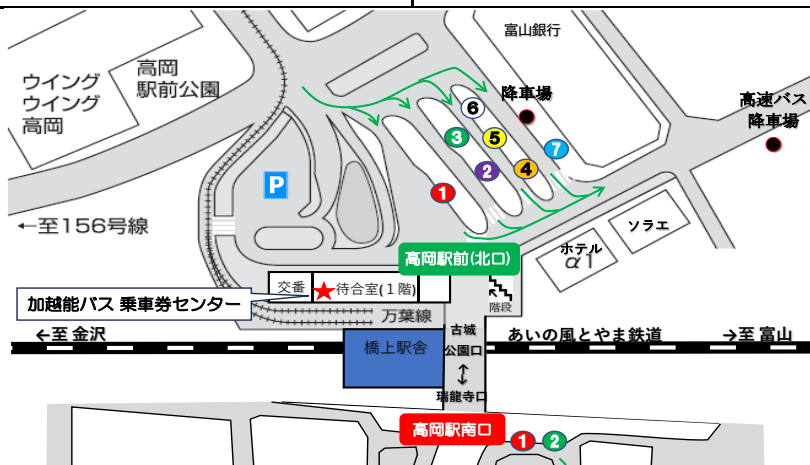 富山銀行
ウイング
ウイング
高岡
高岡
駅前公園
降車場
高速バス
降車場
6
3
5
7
2
4
1
P
←至156号線
ソラエ
ホテル
α1
高岡駅前(北口)
交番
★待合室(1階)
階段
加越能バス 乗車券センター
万葉線
←至 金沢
古城
公園口
↕
瑞龍寺口
あいの風とやま鉄道
→至 富山
橋上駅舎
高岡駅南口
1
2